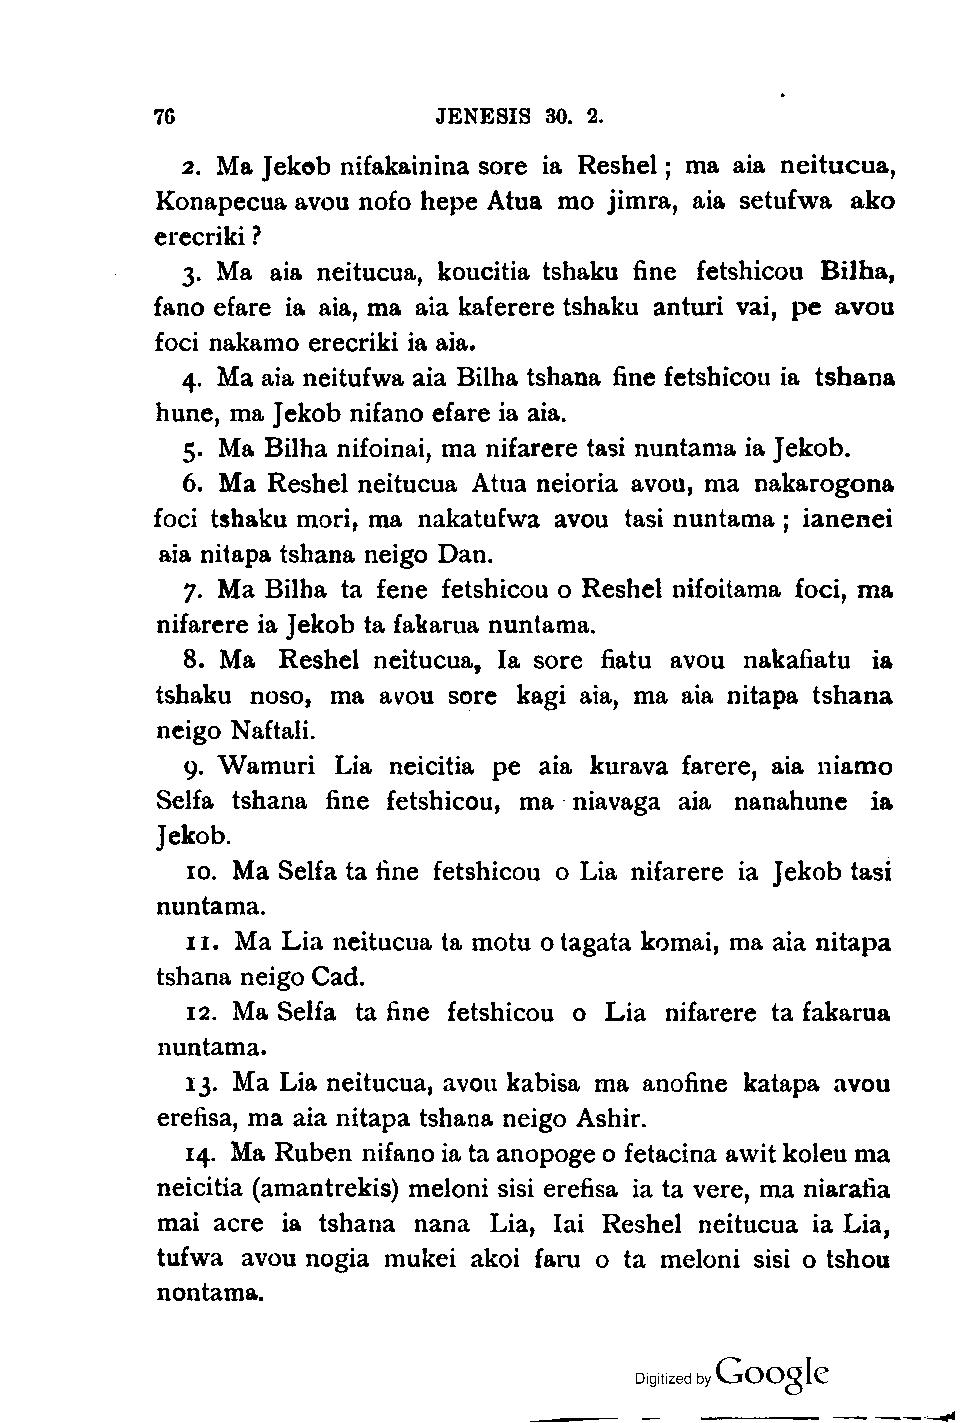 76 JENESIS 30. 2.
2. Ma Jekob nifakainina sore ia Reshel; ma aia neitucua,
Konapecua avou nofo hepe Atua mo jimra, aia setufwa ako
erecriki?
3. Ma aia neitucua, koucitia tshaku fine fetshicou Bilha,
fano efare ia aia, ma aia kaferere tshaku anturi vai, pe avou
foci nakamo erecriki ia aia.
4. Ma aia neitufwa aia Bilha tshana fine fetshicou ia tshana
hune, ma Jekob nifano efare ia aia.
5. Ma Bilha nifoinai, ma nifarere tasi nuntama ia Jekob.
6. Ma Reshel neitucua Atua neioria avou, ma nakarogona
foci tshaku mori, ma nakatufwa avou tasi nuntama; ianenei
aia nitapa tshana neigo Dan.
7. Ma Bilha ta fene fetshicou o Reshel nifoitama foci, ma
nifarere ia Jekob ta fakarua nuntama.
8. Ma Reshel neitucua, Ia sore fiatu avou nakafiatu ia
tshaku noso, ma avou sore kagi aia, ma aia nitapa tshana
neigo Naftali.
9. Wamuri Lia neicitia pe aia kurava farere, aia niamo
Selfa tshana fine fetshicou, ma niavaga aia nanahune ia
Jekob.
10. Ma Selfa ta fine fetshicou o Lia nifarere ia Jekob tasi
nuntama.
11. Ma Lia neitucua ta motu o tagata komai, ma aia nitapa
tshana neigo Cad.
12. Ma Selfa ta fine fetshicou o Lia nifarere ta fakarua
nuntama.
13. Ma Lia neitucua, avou kabisa ma anofine katapa avou
erefisa, ma aia nitapa tshana neigo Ashir.
14. Ma Ruben nifano ia ta anopoge o fetacina awit koleu ma
neicitia (amantrekis) meloni sisi erefisa ia ta vere, ma niarafia
mai acre ia tshana nana Lia, Iai Reshel neitucua ia Lia,
tufwa avou nogia mukei akoi faru o ta meloni sisi o tshou
nontama.
Digitized by Google